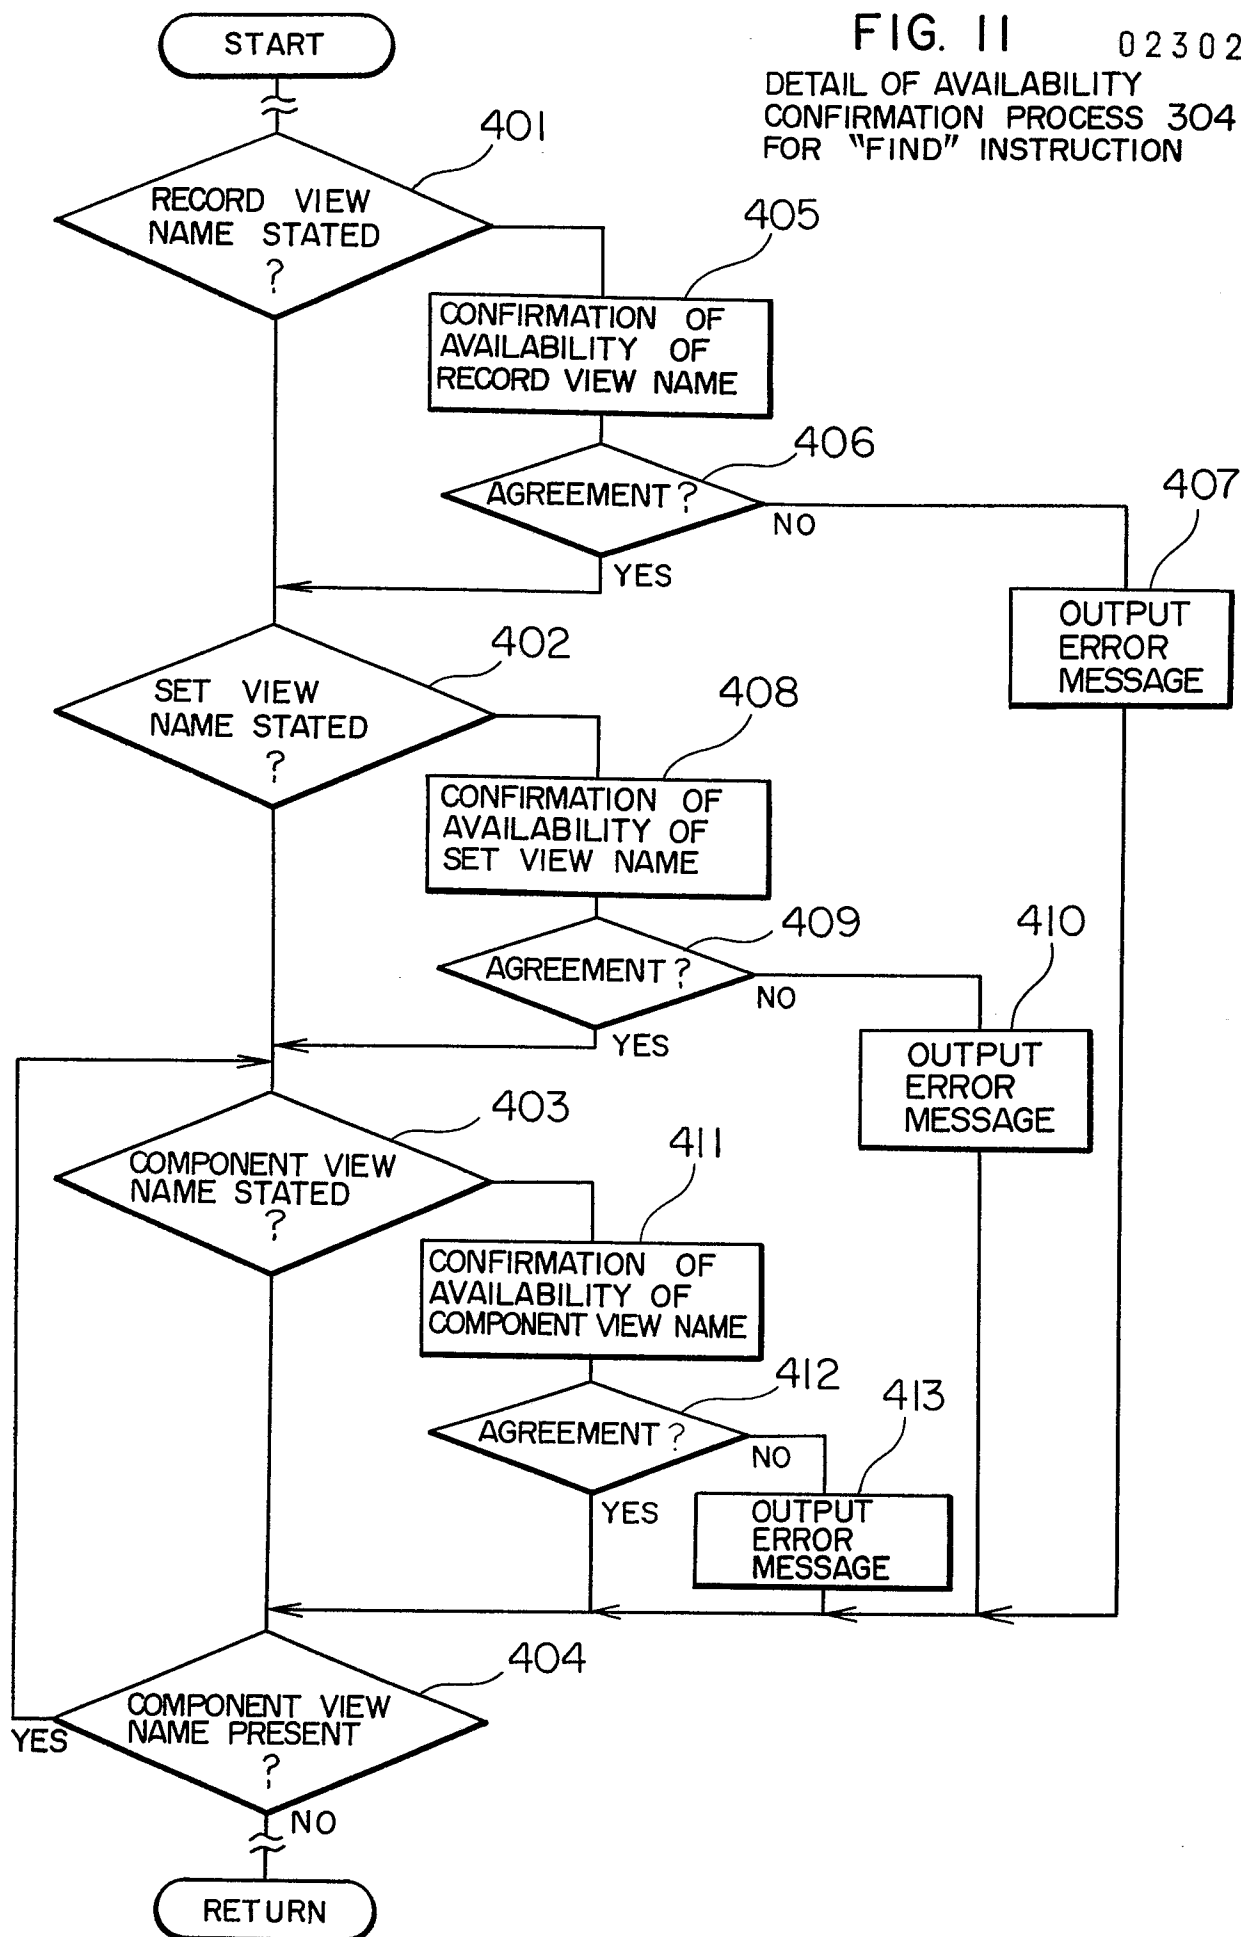 START
FIG. 11
02302
DETAIL OF AVAILABILITY
CONFIRMATION PROCESS 304
FOR "FIND" INSTRUCTION
401
RECORD VIEW
NAME STATED
?
405
CONFIRMATION OF
AVAILABILITY OF
RECORD VIEW NAME
406
AGREEMENT?
NO
YES
407
OUTPUT
ERROR
MESSAGE
402
SET VIEW
NAME STATED
?
408
CONFIRMATION OF
AVAILABILITY OF
SET VIEW NAME
409
AGREEMENT?
NO
YES
410
OUTPUT
ERROR
MESSAGE
403
COMPONENT VIEW
NAME STATED
?
411
CONFIRMATION OF
AVAILABILITY OF
COMPONENT VIEW NAME
412
AGREEMENT?
NO
YES
413
OUTPUT
ERROR
MESSAGE
404
COMPONENT VIEW
NAME PRESENT
?
YES
NO
RETURN